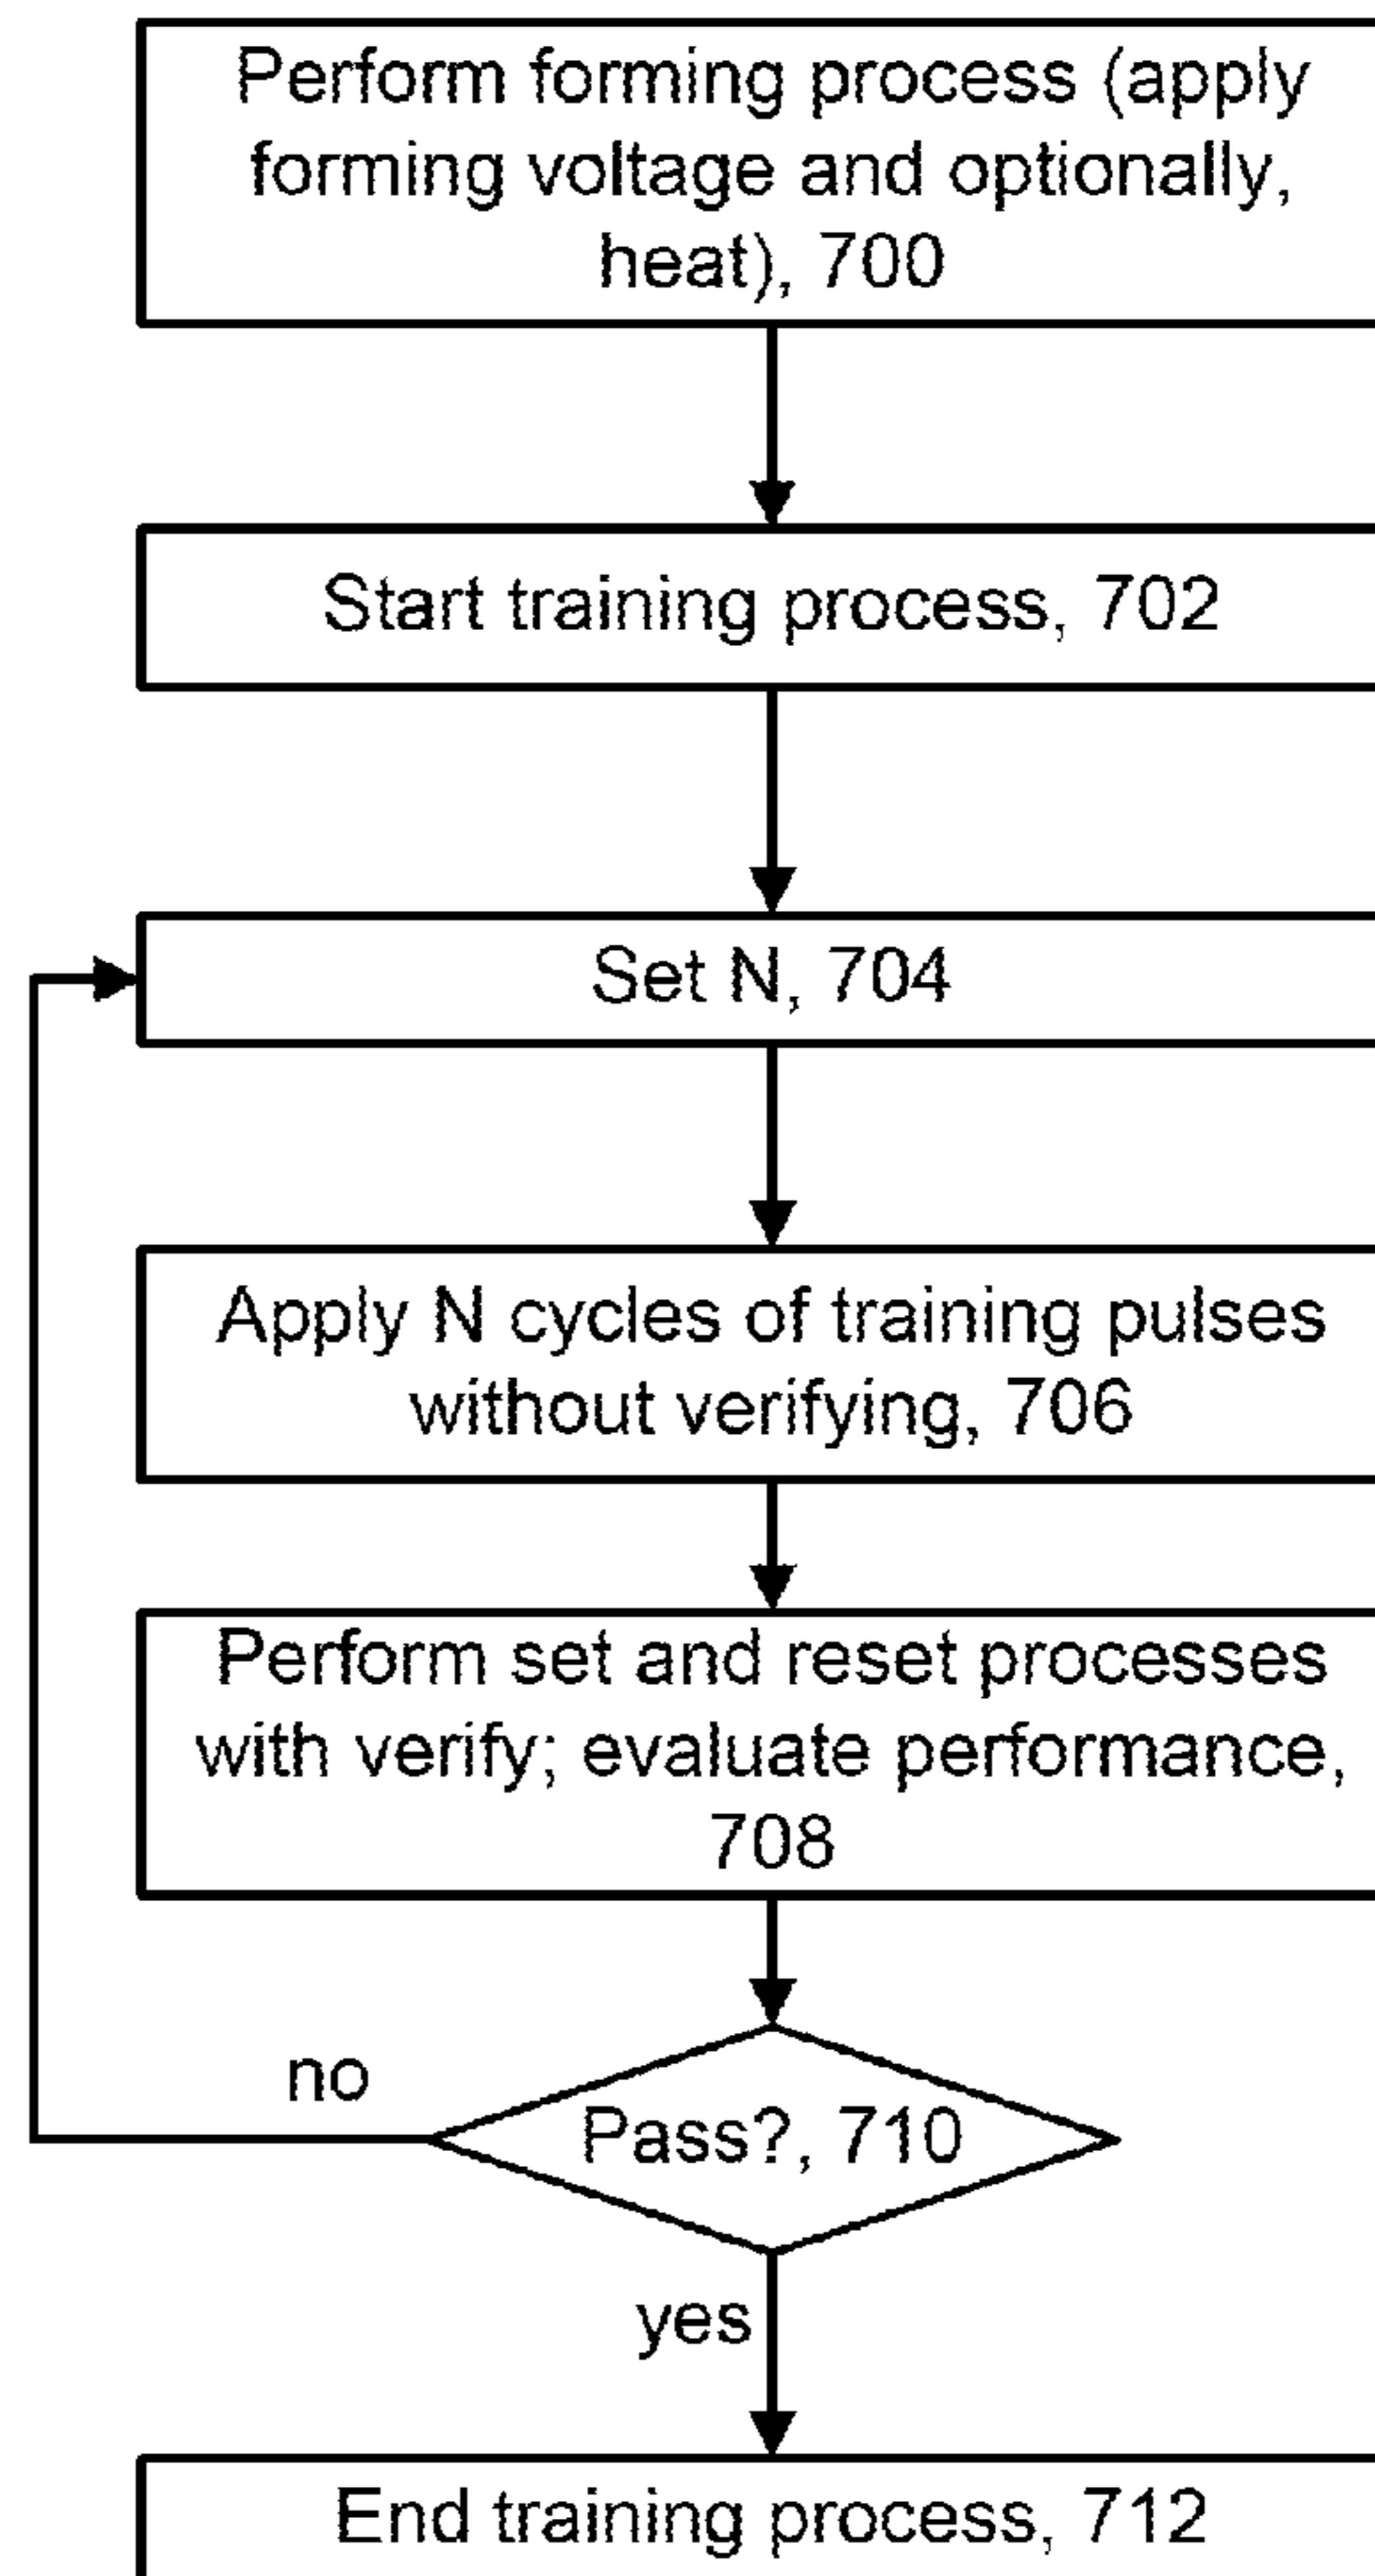 Perform forming process (apply
forming voltage and optionally,
heat), 700
Start training process, 702
Set N, 704
Apply N cycles of training pulses
without verifying, 706
Perform set and reset processes
with verify; evaluate performance,
708
no
Pass?, 710
yes
End training process, 712